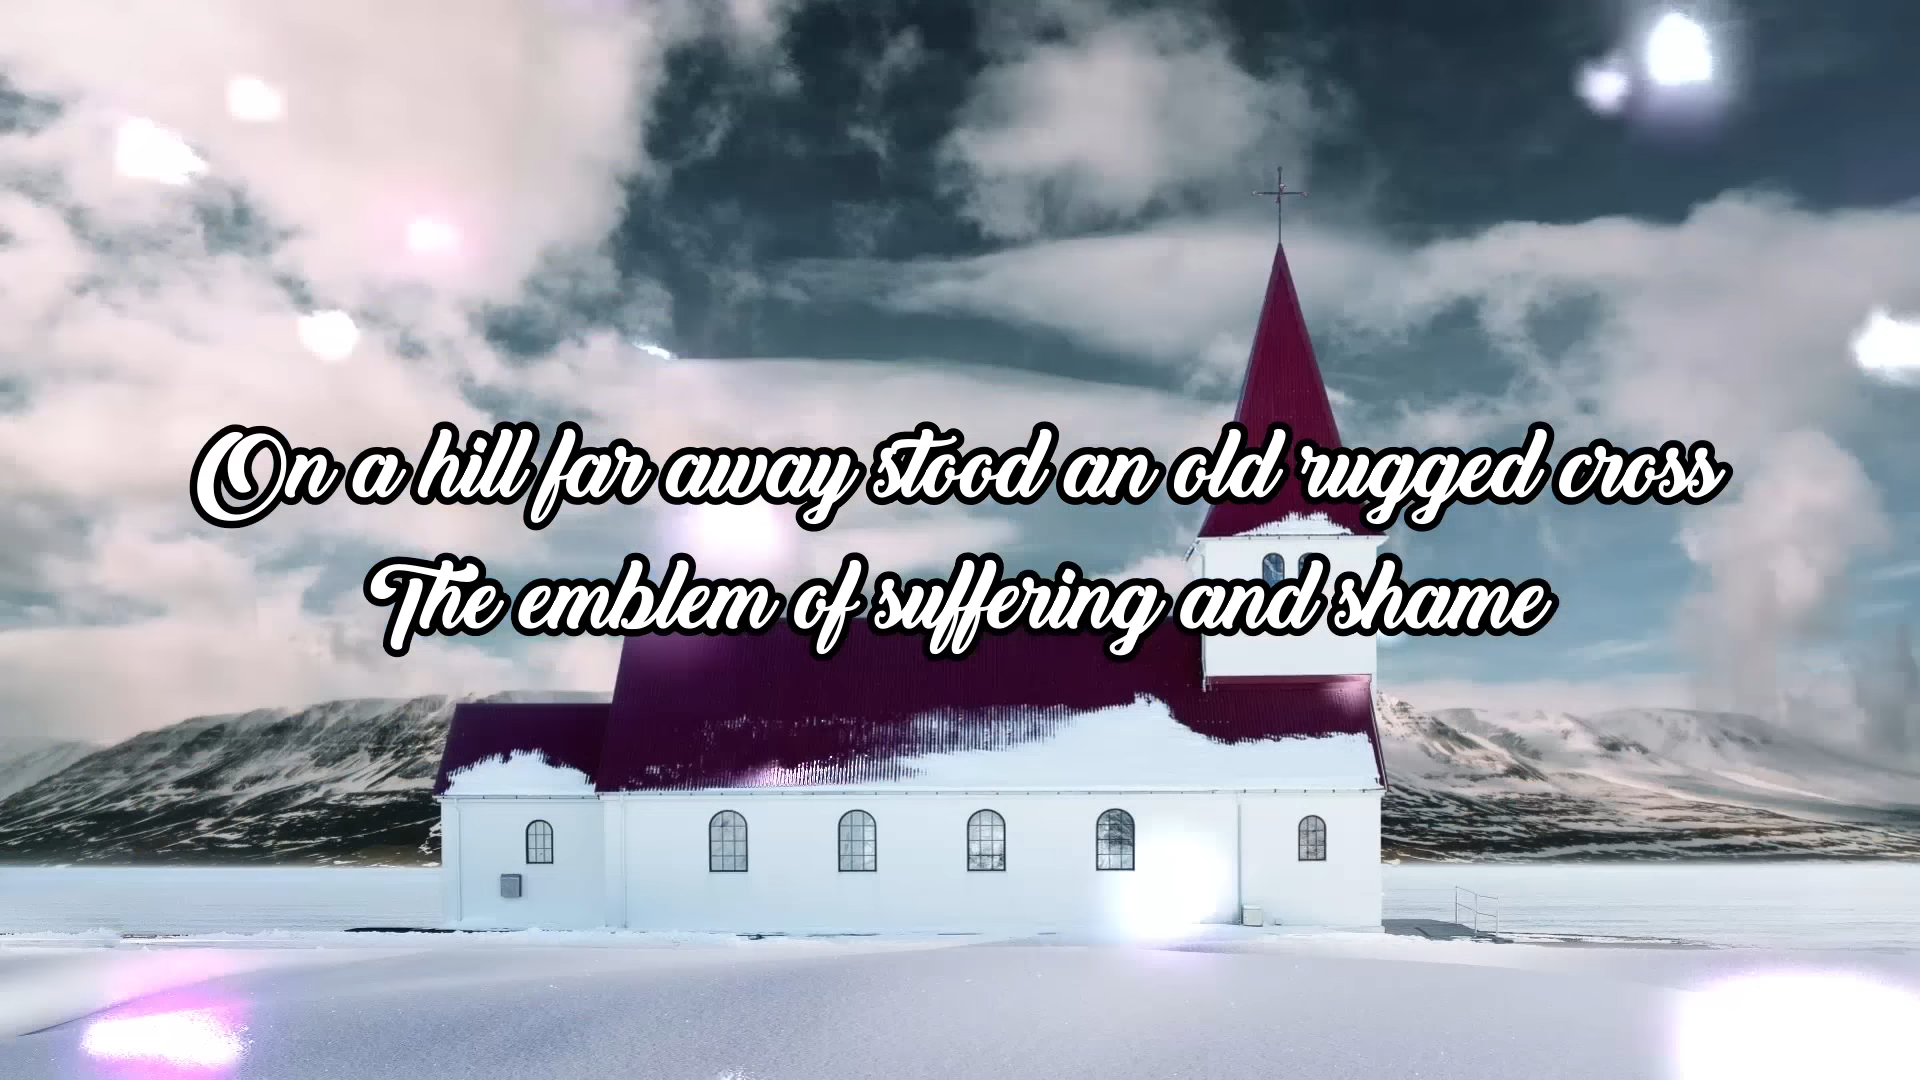 On a hill far away stood an old rugged cross
The emblem of suffering and shame